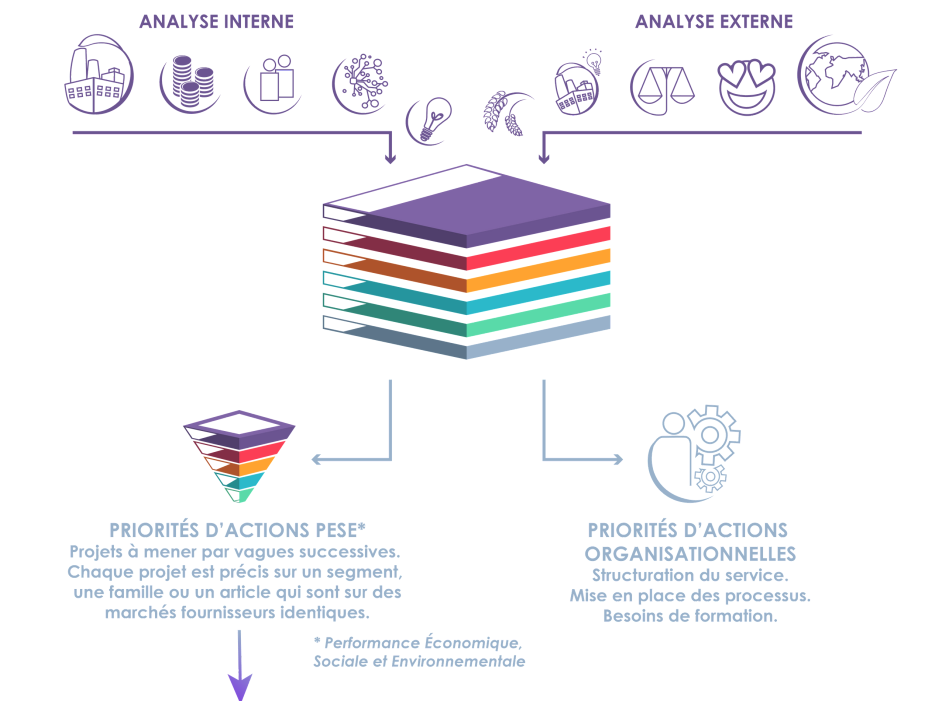 ANALYSE INTERNE
ANALYSE EXTERNE
PRIORITÉS D'ACTIONS PESE*
Projets à mener par vagues successives.
Chaque projet est précis sur un segment,
une famille ou un article qui sont sur des
marchés fournisseurs identiques.
* Performance Économique,
Sociale et Environnementale
PRIORITÉS D'ACTIONS
ORGANISATIONNELLES
Structuration du service.
Mise en place des processus.
Besoins de formation.